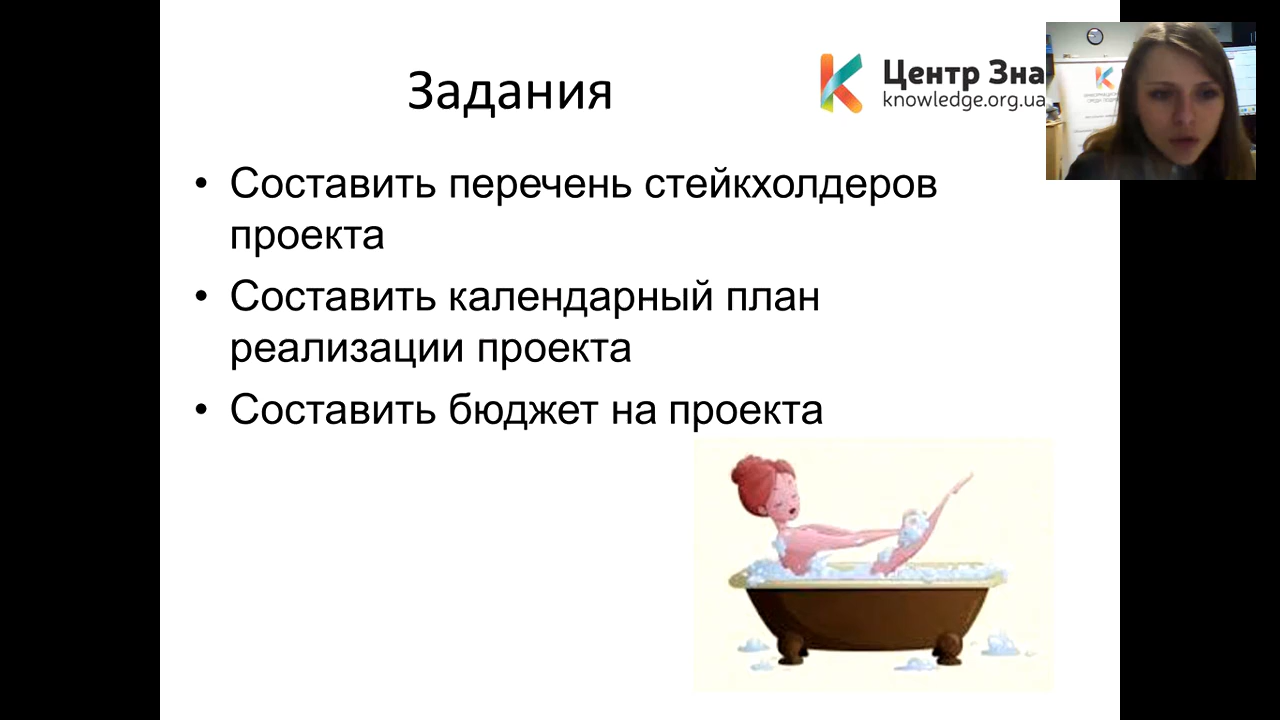 Задания
Центр Зна
knowledge.org.ua
• Составить перечень стейкхолдеров
проекта
• Составить календарный план
реализации проекта
• Составить бюджет на проекта